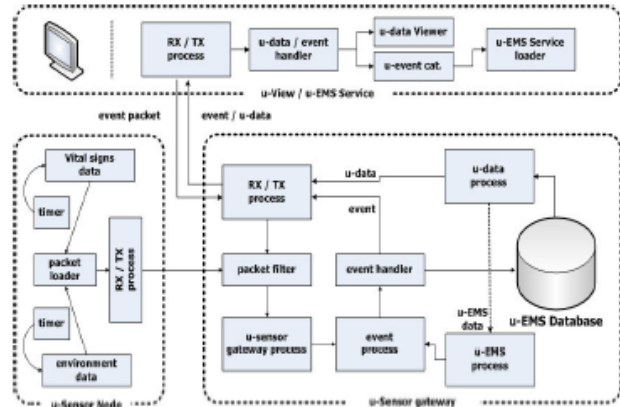 RX / TX
process
u-data / event
handler
u-data Viewer
u-event cat.
u-EMS Service
loader
u-View / u-EMS Service
event packet
event / u-data
Vital signs
data
timer
packet
loader
RX / TX
process
timer
environment
data
u-Sensor Node
RX / TX
process
u-data
event
u-data
process
packet filter
event handler
u-EMS Database
u-sensor
gateway process
event
process
u-EMS
data
u-EMS
process
u-Sensor gateway